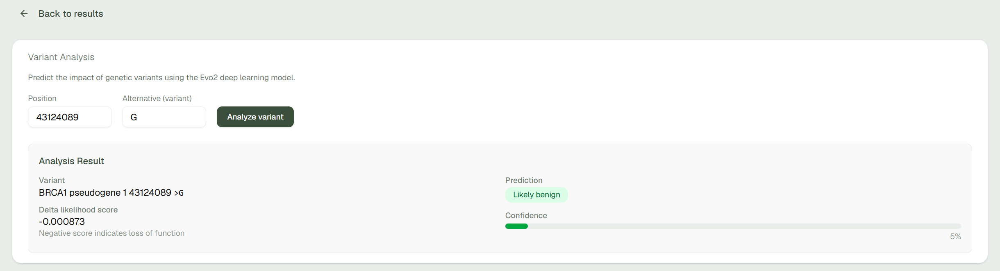 Back to results
Variant Analysis
Predict the impact of genetic variants using the Evo2 deep learning model.
Position
Alternative (variant)
43124089
G
Analyze variant
Analysis Result
Variant
BRCA1 pseudogene 1 43124089 >G
Delta likelihood score
-0.000873
Negative score indicates loss of function
Prediction
Likely benign
Confidence
5%